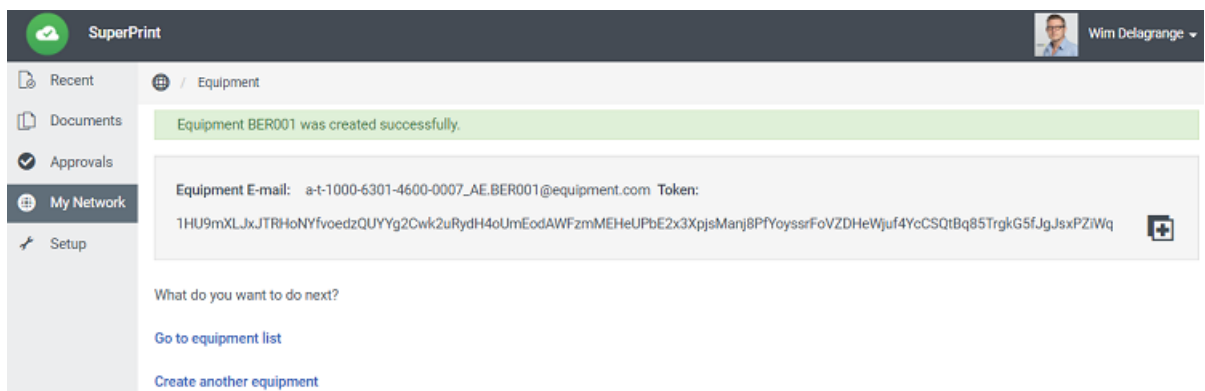 SuperPrint
Wim Delagrange
Recent
/ Equipment
Documents
Equipment BER001 was created successfully.
Approvals
My Network
Equipment E-mail: a-t-1000-6301-4600-0007_AE.BER001@equipment.com Token:
1HU9mXLJxJTRHoNYfvoedzQUYYg2Cwk2uRydH4oUmEodAWFzmMEHeUPbE2x3XpjsManj8PfYoyssrFoVZDHeWjuf4YcCSQtBq85TrgkG5fJgJsxPZiWq
Setup
What do you want to do next?
Go to equipment list
Create another equipment